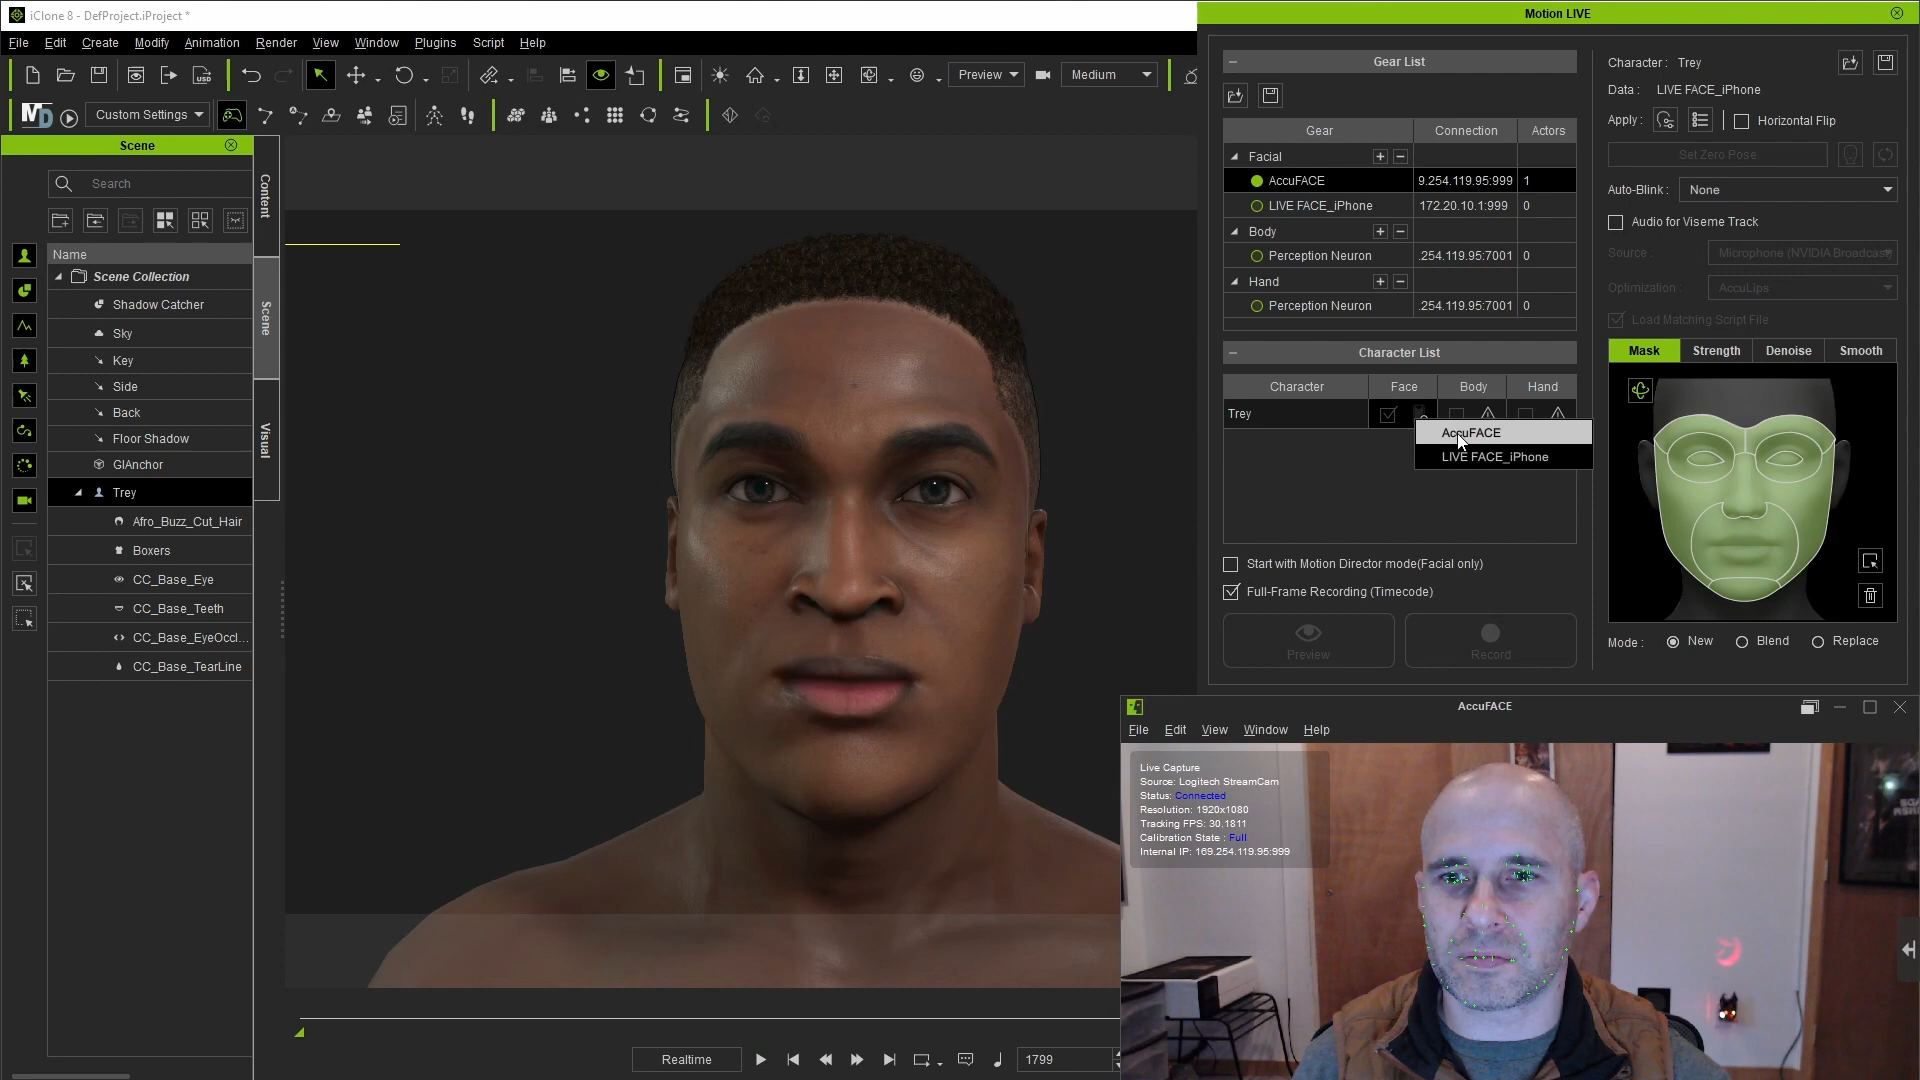 iClone 8 - DefProject.iProject *
File Edit Create Modify Animation Render View Window Plugins Script Help
USD
Preview
Medium
MD
Custom Settings
Scene
Search
Name
Scene Collection
Shadow Catcher
Sky
Key
Side
Back
Floor Shadow
GIAnchor
Trey
Afro_Buzz_Cut_Hair
Boxers
CC_Base_Eye
CC_Base_Teeth
CC_Base_EyeOccl...
CC_Base_TearLine
Content
Scene
Visual
Realtime
1799
Motion LIVE
Gear List
Gear Connection Actors
Facial
AccuFACE 9.254.119.95:999 1
LIVE FACE_iPhone 172.20.10.1:999 0
Body
Perception Neuron .254.119.95:7001 0
Hand
Perception Neuron .254.119.95:7001 0
Character List
Character Face Body Hand
Trey
AccuFACE
LIVE FACE_iPhone
Start with Motion Director mode(Facial only)
Full-Frame Recording (Timecode)
Preview
Record
Character : Trey
Data : LIVE FACE_iPhone
Apply :
Horizontal Flip
Set Zero Pose
Auto-Blink : None
Audio for Viseme Track
Source : Microphone (NVIDIA Broadcast)
Optimization : AccuLips
Load Matching Script File
Mask Strength Denoise Smooth
Mode : New Blend Replace
AccuFACE
File Edit View Window Help
Live Capture
Source: Logitech StreamCam
Status: Connected
Resolution: 1920x1080
Tracking FPS: 30.1811
Calibration State : Full
Internal IP: 169.254.119.95:999